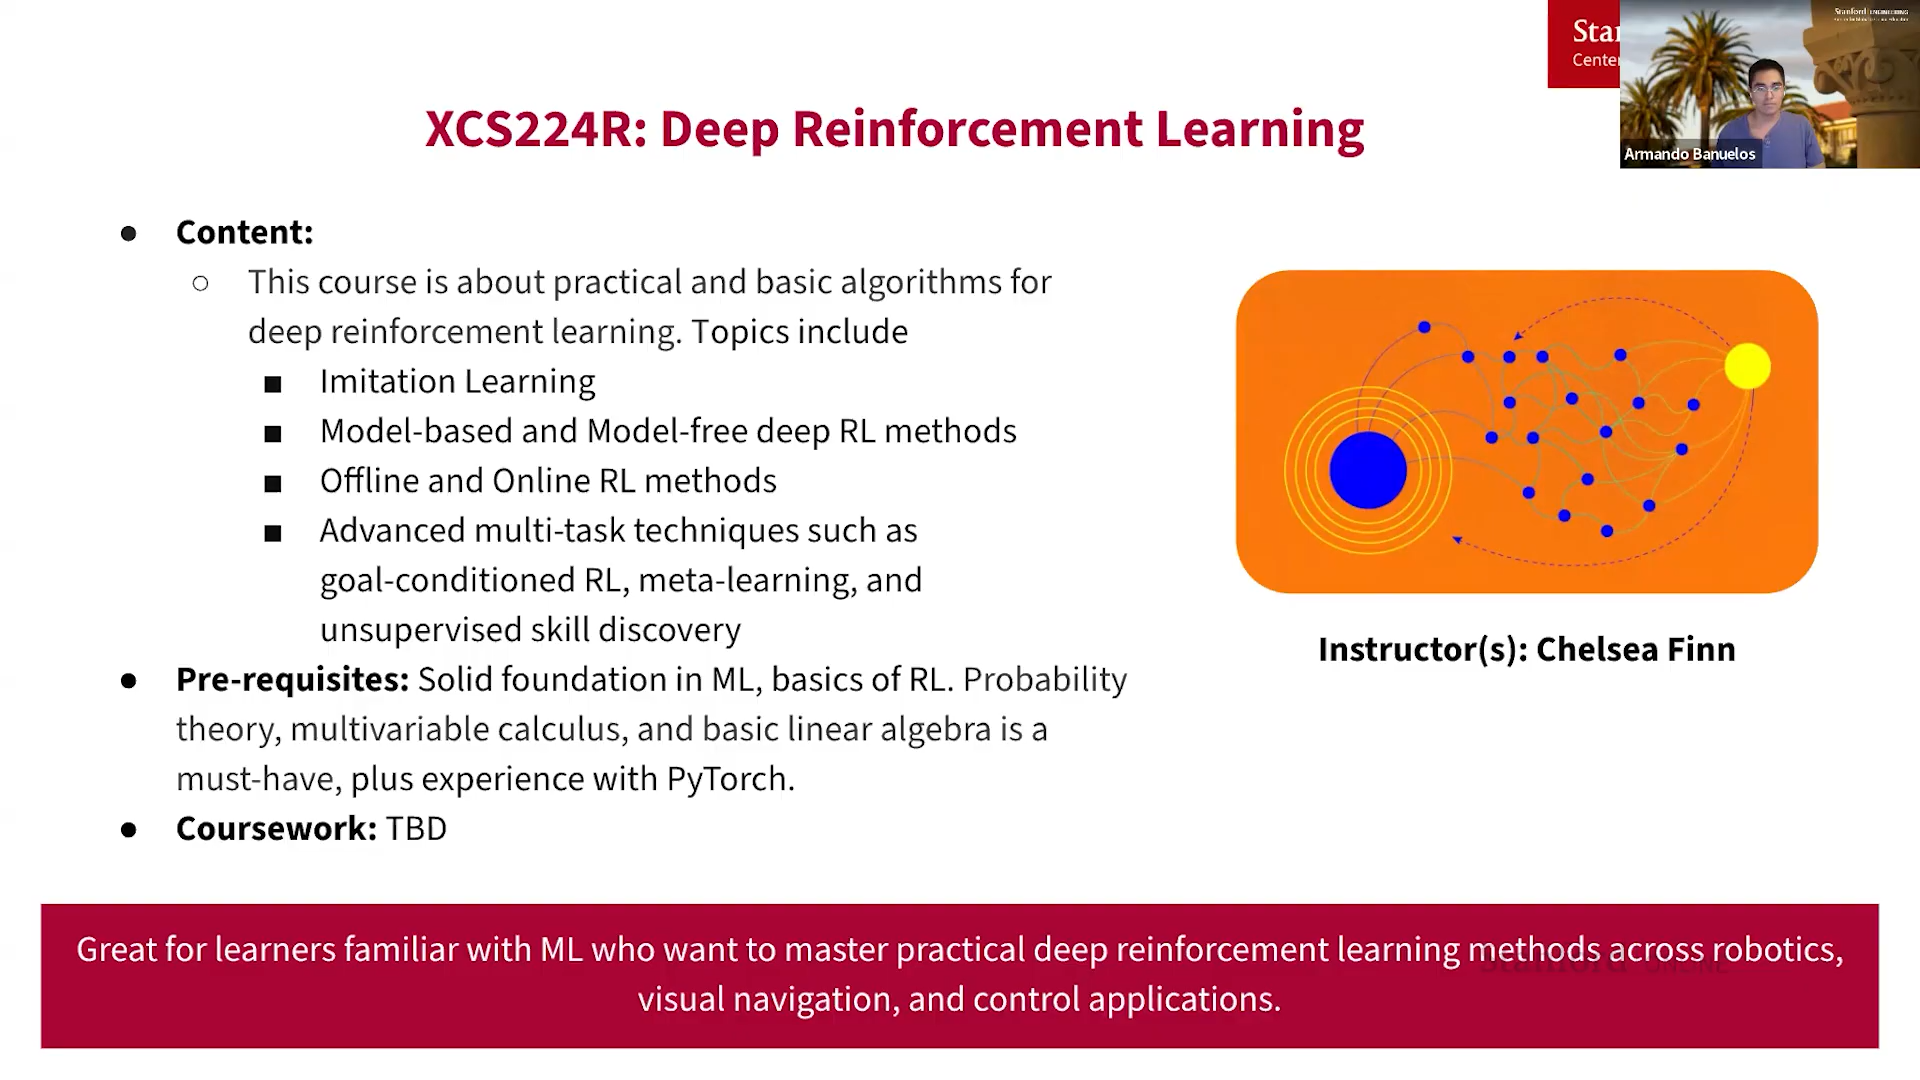 Stanford ENGINEERING
XCS224R: Deep Reinforcement Learning
Armando Banuelos
● Content:
○ This course is about practical and basic algorithms for
deep reinforcement learning. Topics include
■ Imitation Learning
■ Model-based and Model-free deep RL methods
■ Offline and Online RL methods
■ Advanced multi-task techniques such as
goal-conditioned RL, meta-learning, and
unsupervised skill discovery
● Pre-requisites: Solid foundation in ML, basics of RL. Probability
theory, multivariable calculus, and basic linear algebra is a
must-have, plus experience with PyTorch.
● Coursework: TBD
Instructor(s): Chelsea Finn
Great for learners familiar with ML who want to master practical deep reinforcement learning methods across robotics,
visual navigation, and control applications.